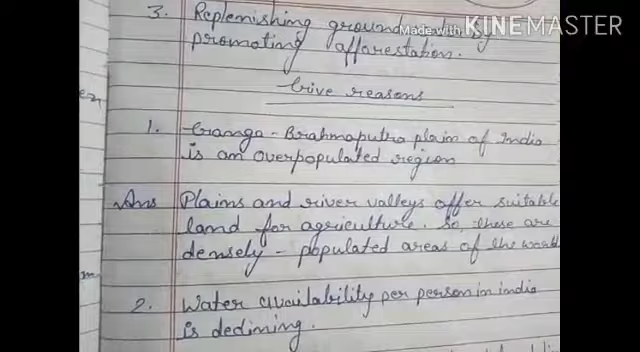 3. Replenishing ground by
Made with KINEMASTER
promoting afforestation.
Give reasons
1. Ganga - Brahmaputra plain of India
is an overpopulated region
Ans Plains and river valleys offer suitable
land for agriculture. So, these are
densely - populated areas of the world
2. Water availability per person in india
is declining.